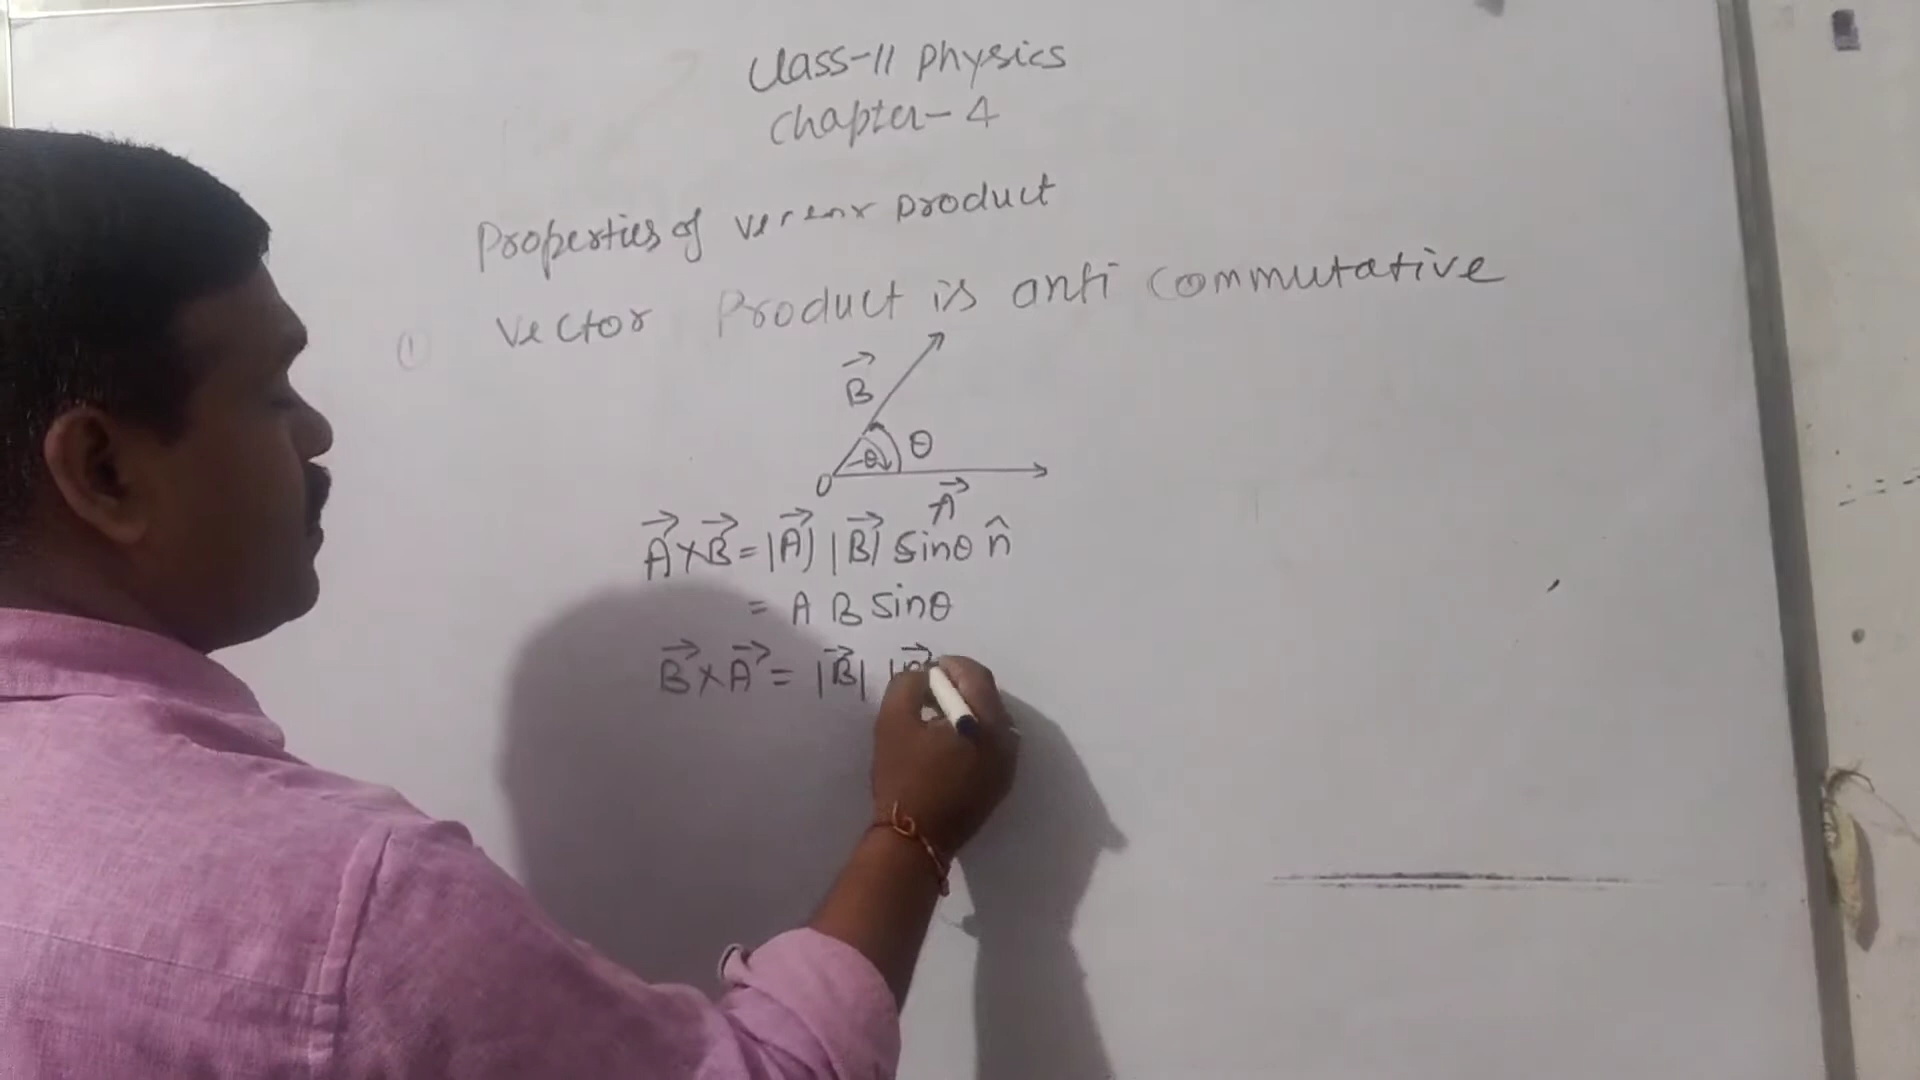 Class-11 physics
Chapter-4
Properties of vector product
① vector Product is anti commutative
B⃗
θ
-θ
O
A⃗
A⃗×B⃗ = |A⃗| |B⃗| sinθ n̂
= A B sinθ
B⃗×A⃗ = |B⃗| |A⃗